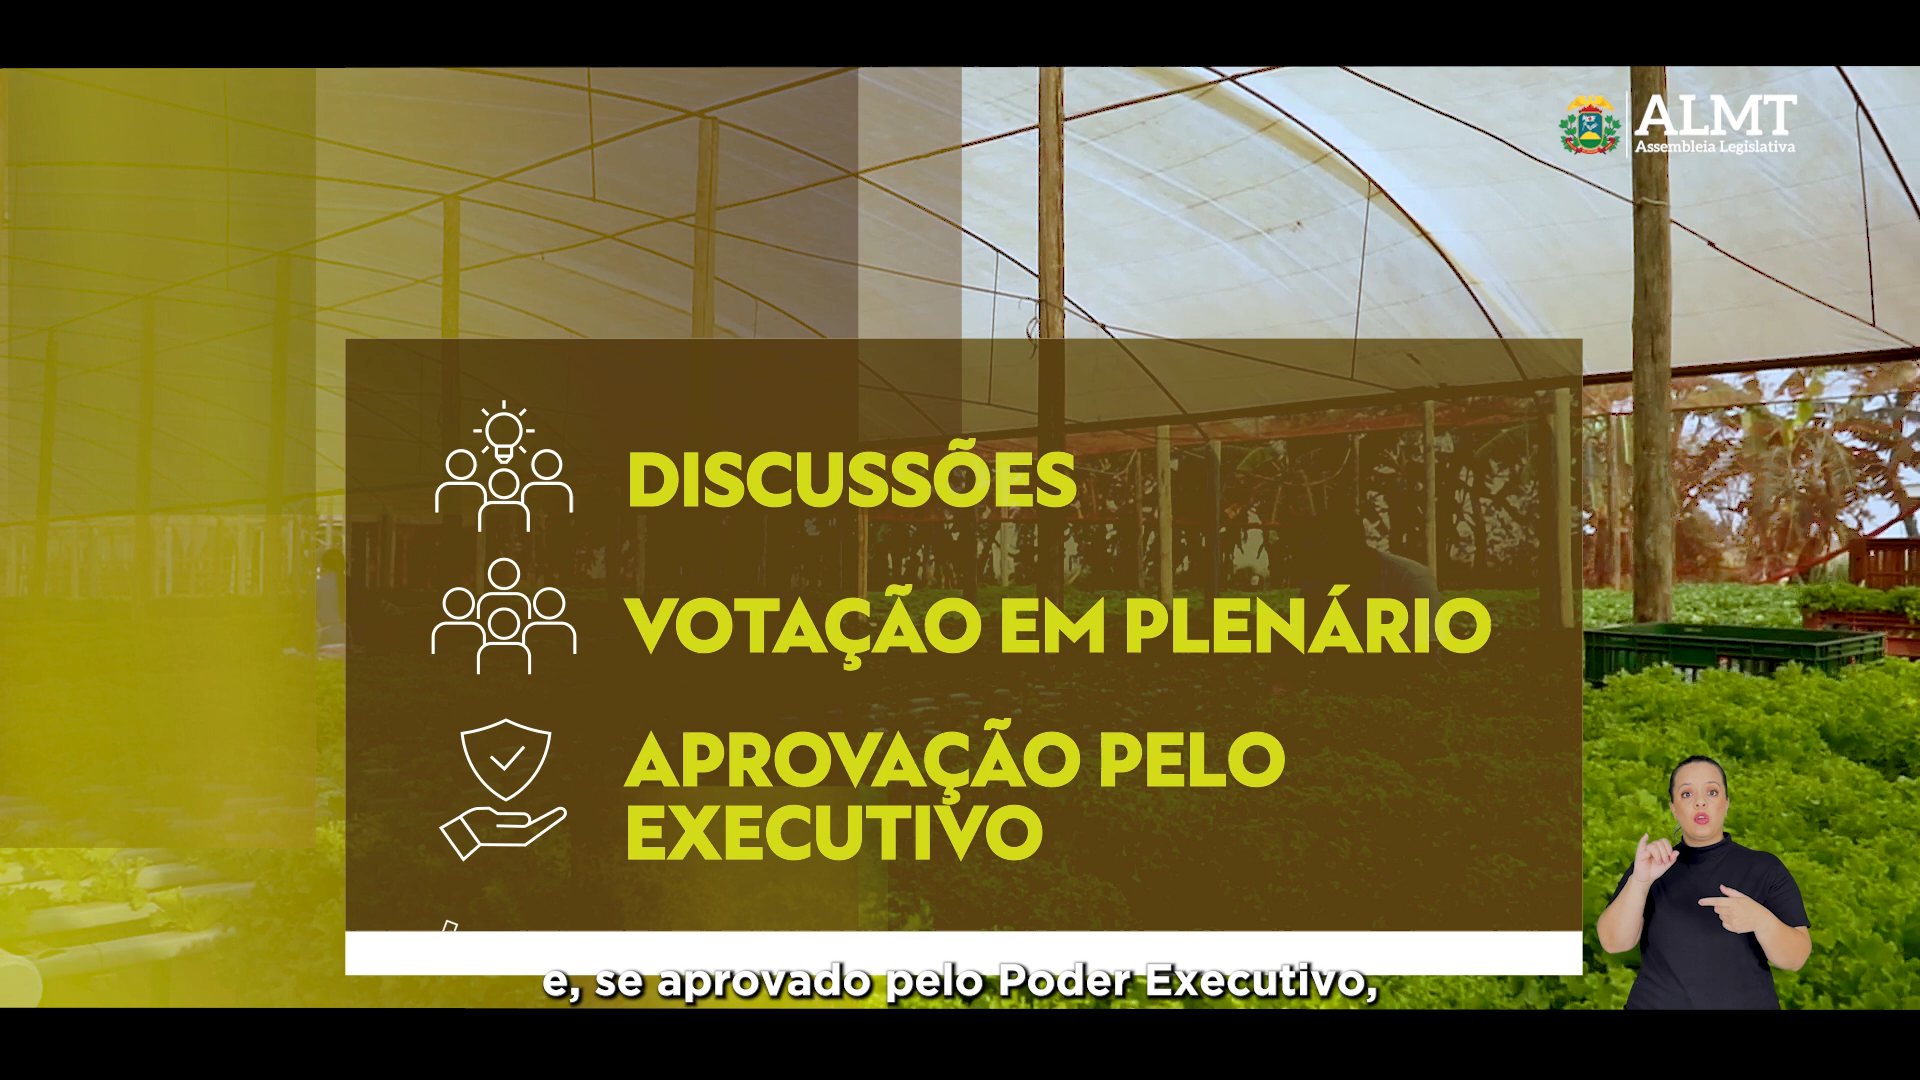 ALMT
Assembleia Legislativa
DISCUSSÕES
VOTAÇÃO EM PLENÁRIO
APROVAÇÃO PELO
EXECUTIVO
e, se aprovado pelo Poder Executivo,